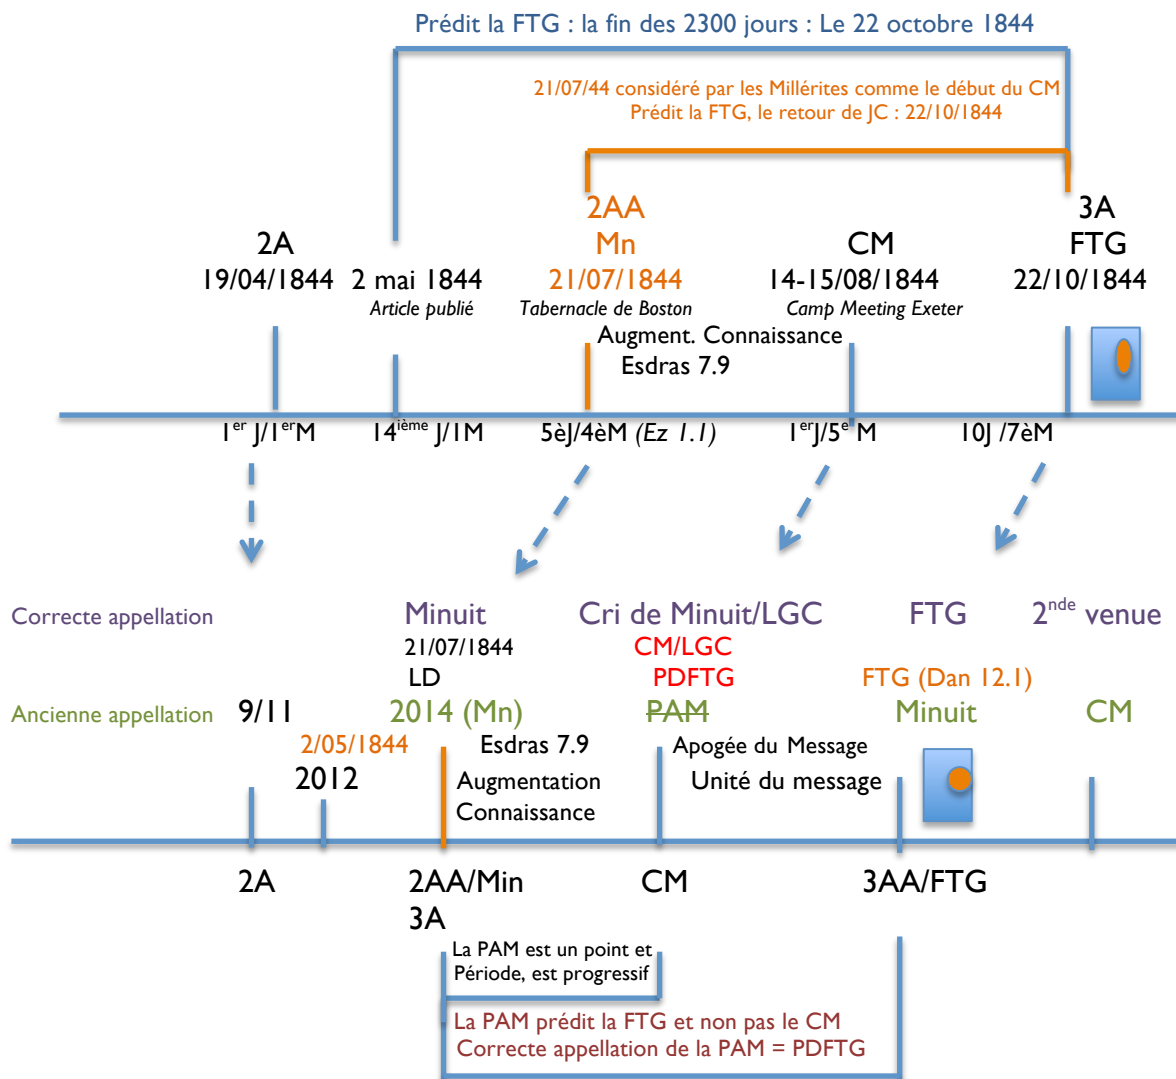 Prédit la FTG : la fin des 2300 jours : Le 22 octobre 1844
21/07/44 considéré par les Millérites comme le début du CM
Prédit la FTG, le retour de JC : 22/10/1844
2AA
3A
2A
Mn
CM
FTG
19/04/1844
2 mai 1844
21/07/1844
14-15/08/1844
22/10/1844
Article publié
Tabernacle de Boston
Camp Meeting Exeter
Augment. Connaissance
Esdras 7.9
1er J/1erM
14ième J/1M
5èJ/4èM (Ez 1.1)
1erJ/5e M
10J /7èM
Correcte appellation
Minuit
Cri de Minuit/LGC
FTG
2nde venue
21/07/1844
CM/LGC
LD
PDFTG
FTG (Dan 12.1)
Ancienne appellation
9/11
2014 (Mn)
PAM
Minuit
CM
2/05/1844
Esdras 7.9
Apogée du Message
2012
Augmentation
Connaissance
Unité du message
2A
2AA/Min
CM
3AA/FTG
3A
La PAM est un point et
Période, est progressif
La PAM prédit la FTG et non pas le CM
Correcte appellation de la PAM = PDFTG